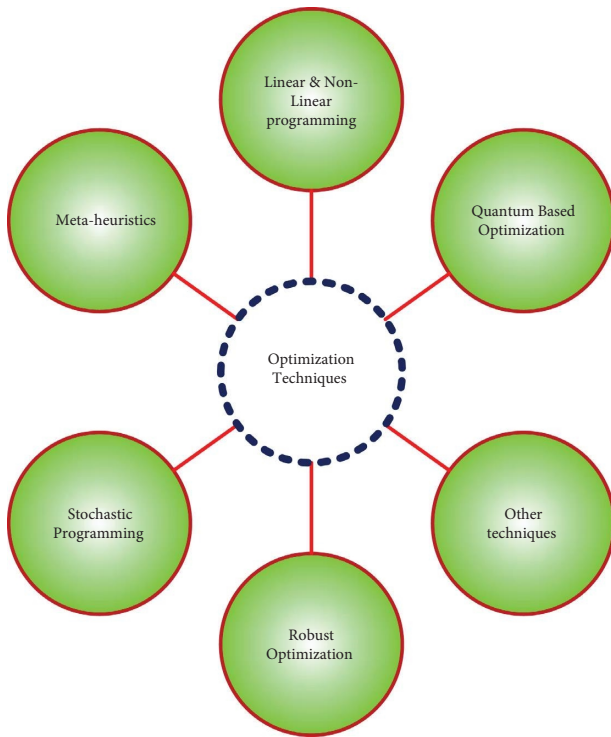 Linear & Non-
Linear
programming
Meta-heuristics
Quantum Based
Optimization
Optimization
Techniques
Stochastic
Programming
Other
techniques
Robust
Optimization